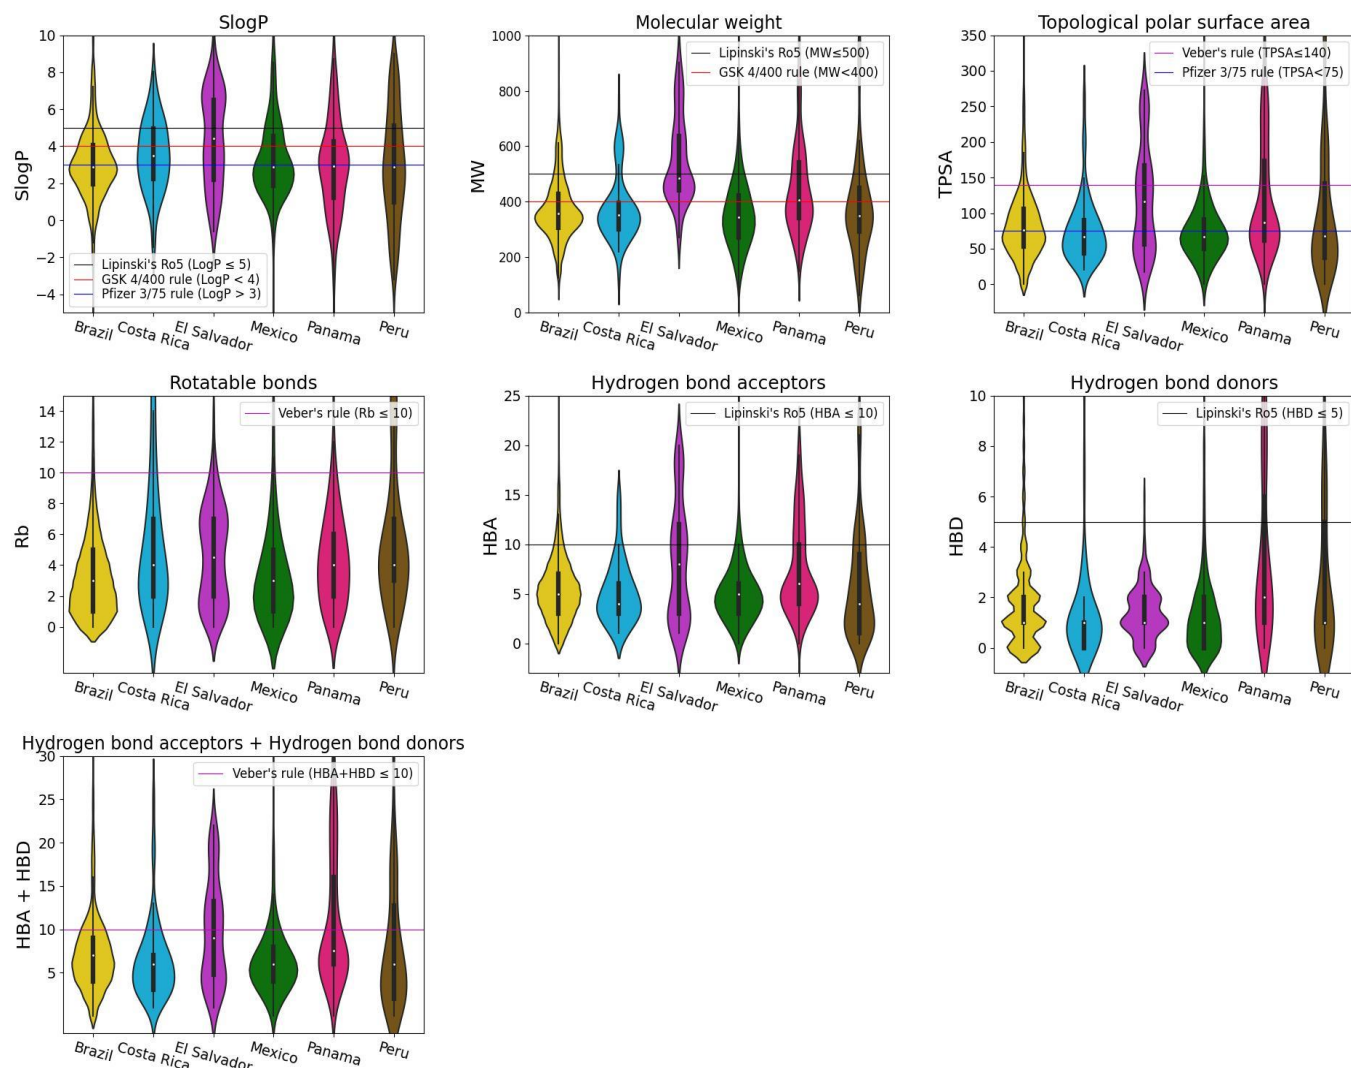 SlogP
10
8
6
4
2
0
−2
−4
SlogP
Lipinski's Ro5 (LogP ≤ 5)
GSK 4/400 rule (LogP < 4)
Pfizer 3/75 rule (LogP > 3)
Brazil
Costa Rica
El Salvador
Mexico
Panama
Peru
Molecular weight
1000
800
600
400
200
0
MW
Lipinski's Ro5 (MW≤500)
GSK 4/400 rule (MW<400)
Brazil
Costa Rica
El Salvador
Mexico
Panama
Peru
Topological polar surface area
350
300
250
200
150
100
50
0
TPSA
Veber's rule (TPSA≤140)
Pfizer 3/75 rule (TPSA<75)
Brazil
Costa Rica
El Salvador
Mexico
Panama
Peru
Rotatable bonds
14
12
10
8
6
4
2
0
Rb
Veber's rule (Rb ≤ 10)
Brazil
Costa Rica
El Salvador
Mexico
Panama
Peru
Hydrogen bond acceptors
25
20
15
10
5
0
HBA
Lipinski's Ro5 (HBA ≤ 10)
Brazil
Costa Rica
El Salvador
Mexico
Panama
Peru
Hydrogen bond donors
10
8
6
4
2
0
HBD
Lipinski's Ro5 (HBD ≤ 5)
Brazil
Costa Rica
El Salvador
Mexico
Panama
Peru
Hydrogen bond acceptors + Hydrogen bond donors
30
25
20
15
10
5
HBA + HBD
Veber's rule (HBA+HBD ≤ 10)
Brazil
Costa Rica
El Salvador
Mexico
Panama
Peru